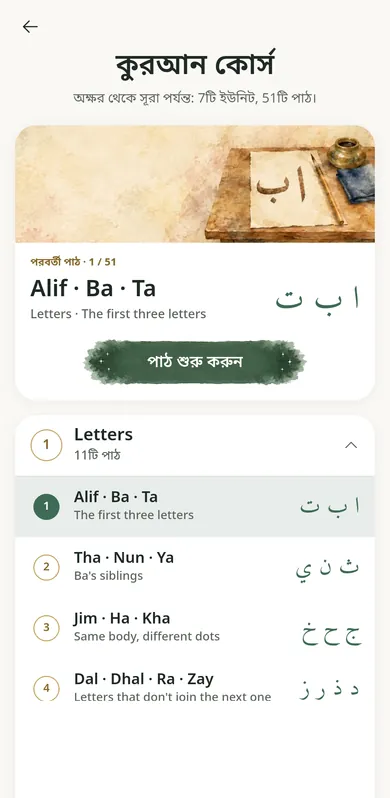 কুরআন কোর্স
অক্ষর থেকে সূরা পর্যন্ত: 7টি ইউনিট, 51টি পাঠ।
اب
পরবর্তী পাঠ · 1 / 51
Alif · Ba · Ta
ا ب ت
Letters · The first three letters
পাঠ শুরু করুন
1
Letters
11টি পাঠ
1
Alif · Ba · Ta
The first three letters
ا ب ت
2
Tha · Nun · Ya
Ba's siblings
ث ن ي
3
Jim · Ha · Kha
Same body, different dots
ج ح خ
4
Dal · Dhal · Ra · Zay
Letters that don't join the next one
د ذ ر ز